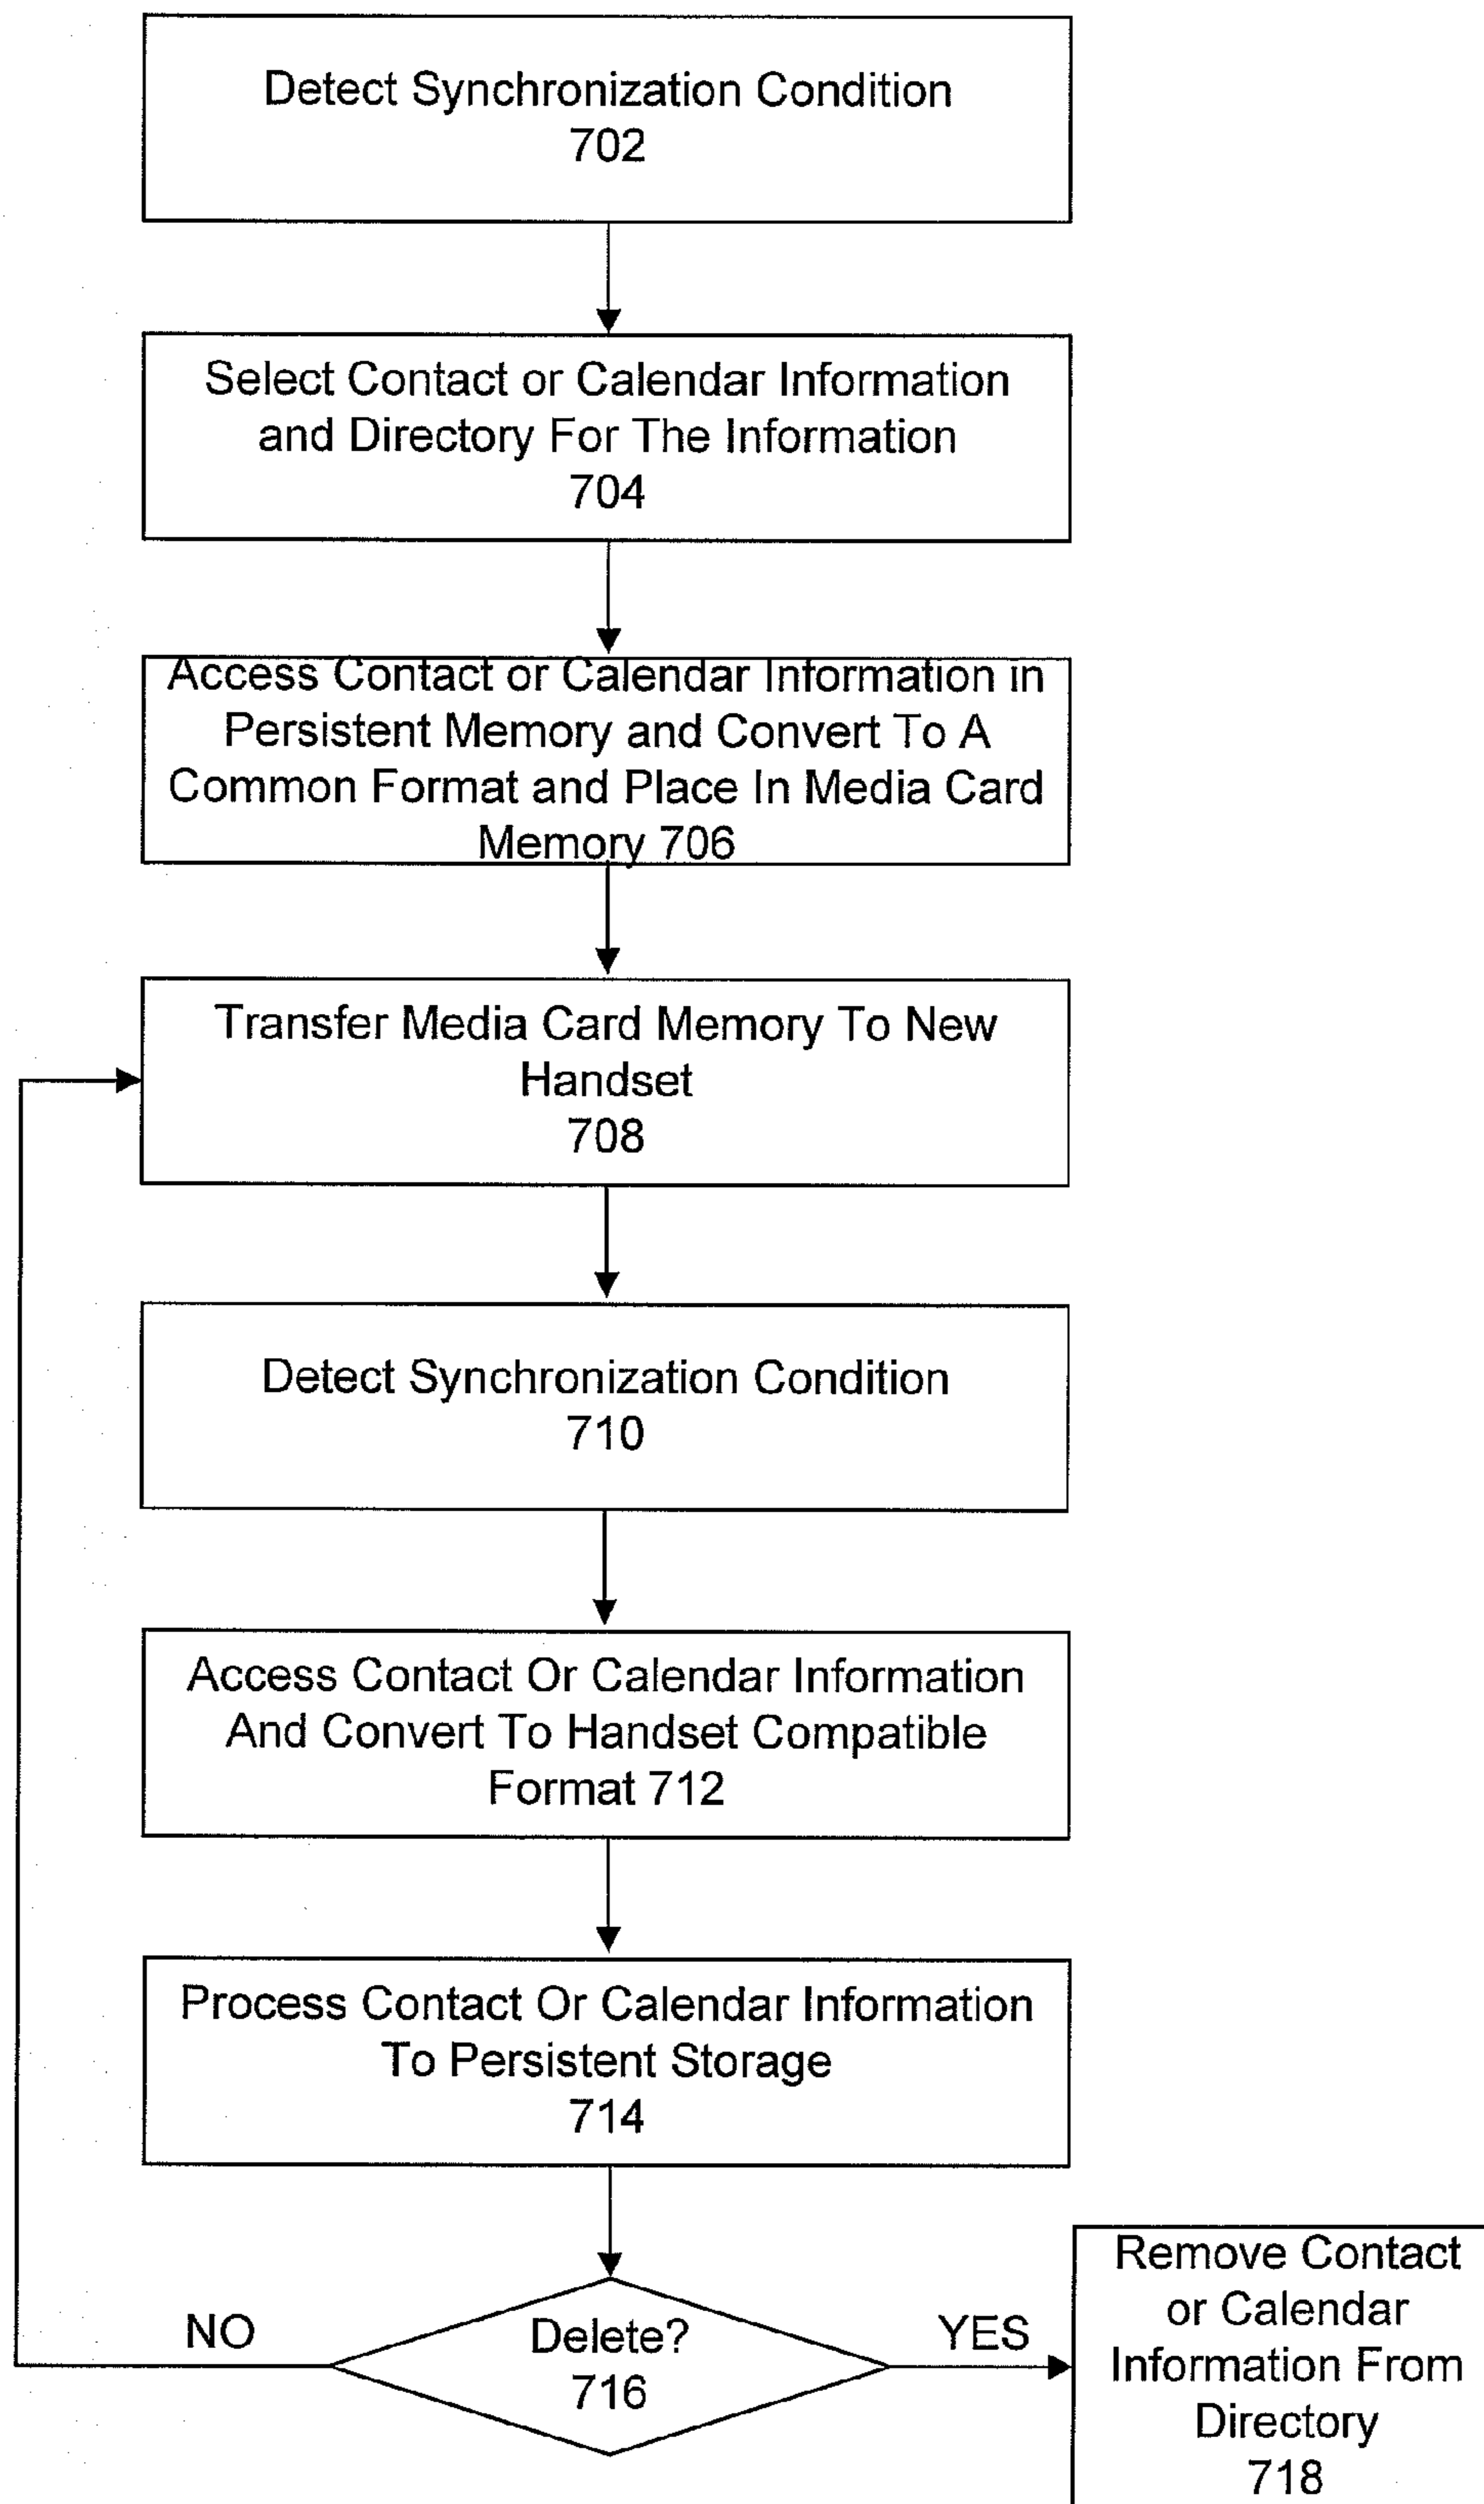 Detect Synchronization Condition
702
Select Contact or Calendar Information
and Directory For The Information
704
Access Contact or Calendar Information in
Persistent Memory and Convert To A
Common Format and Place In Media Card
Memory 706
Transfer Media Card Memory To New
Handset
708
Detect Synchronization Condition
710
Access Contact Or Calendar Information
And Convert To Handset Compatible
Format 712
Process Contact Or Calendar Information
To Persistent Storage
714
NO
Delete?
716
YES
Remove Contact
or Calendar
Information From
Directory
718